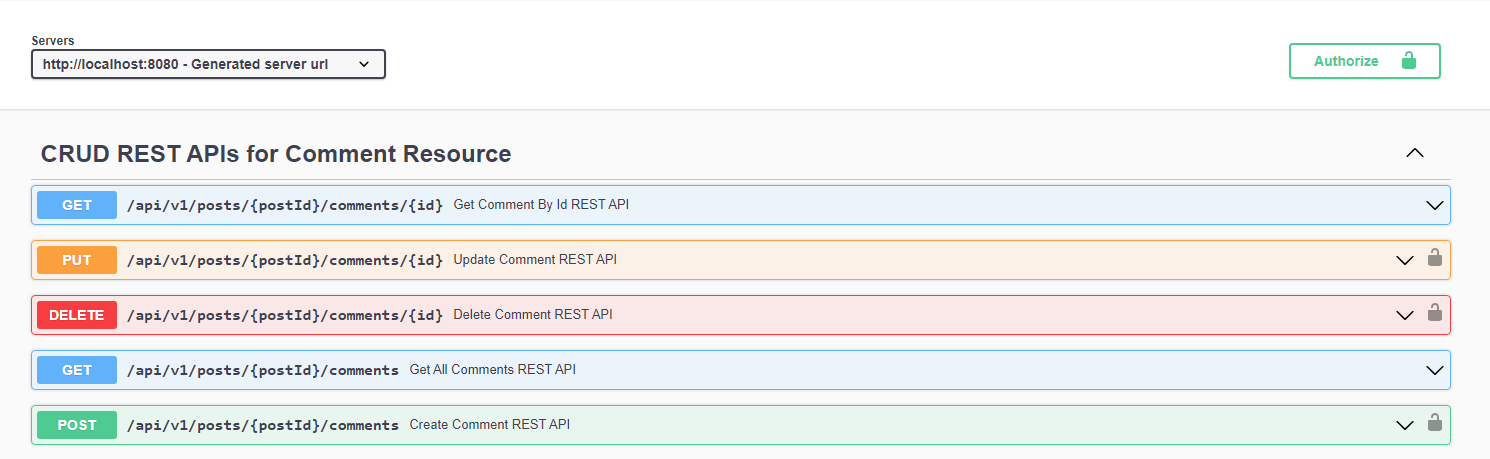 Servers
http://localhost:8080 - Generated server url
Authorize
CRUD REST APIs for Comment Resource
GET /api/v1/posts/{postId}/comments/{id} Get Comment By Id REST API
PUT /api/v1/posts/{postId}/comments/{id} Update Comment REST API
DELETE /api/v1/posts/{postId}/comments/{id} Delete Comment REST API
GET /api/v1/posts/{postId}/comments Get All Comments REST API
POST /api/v1/posts/{postId}/comments Create Comment REST API